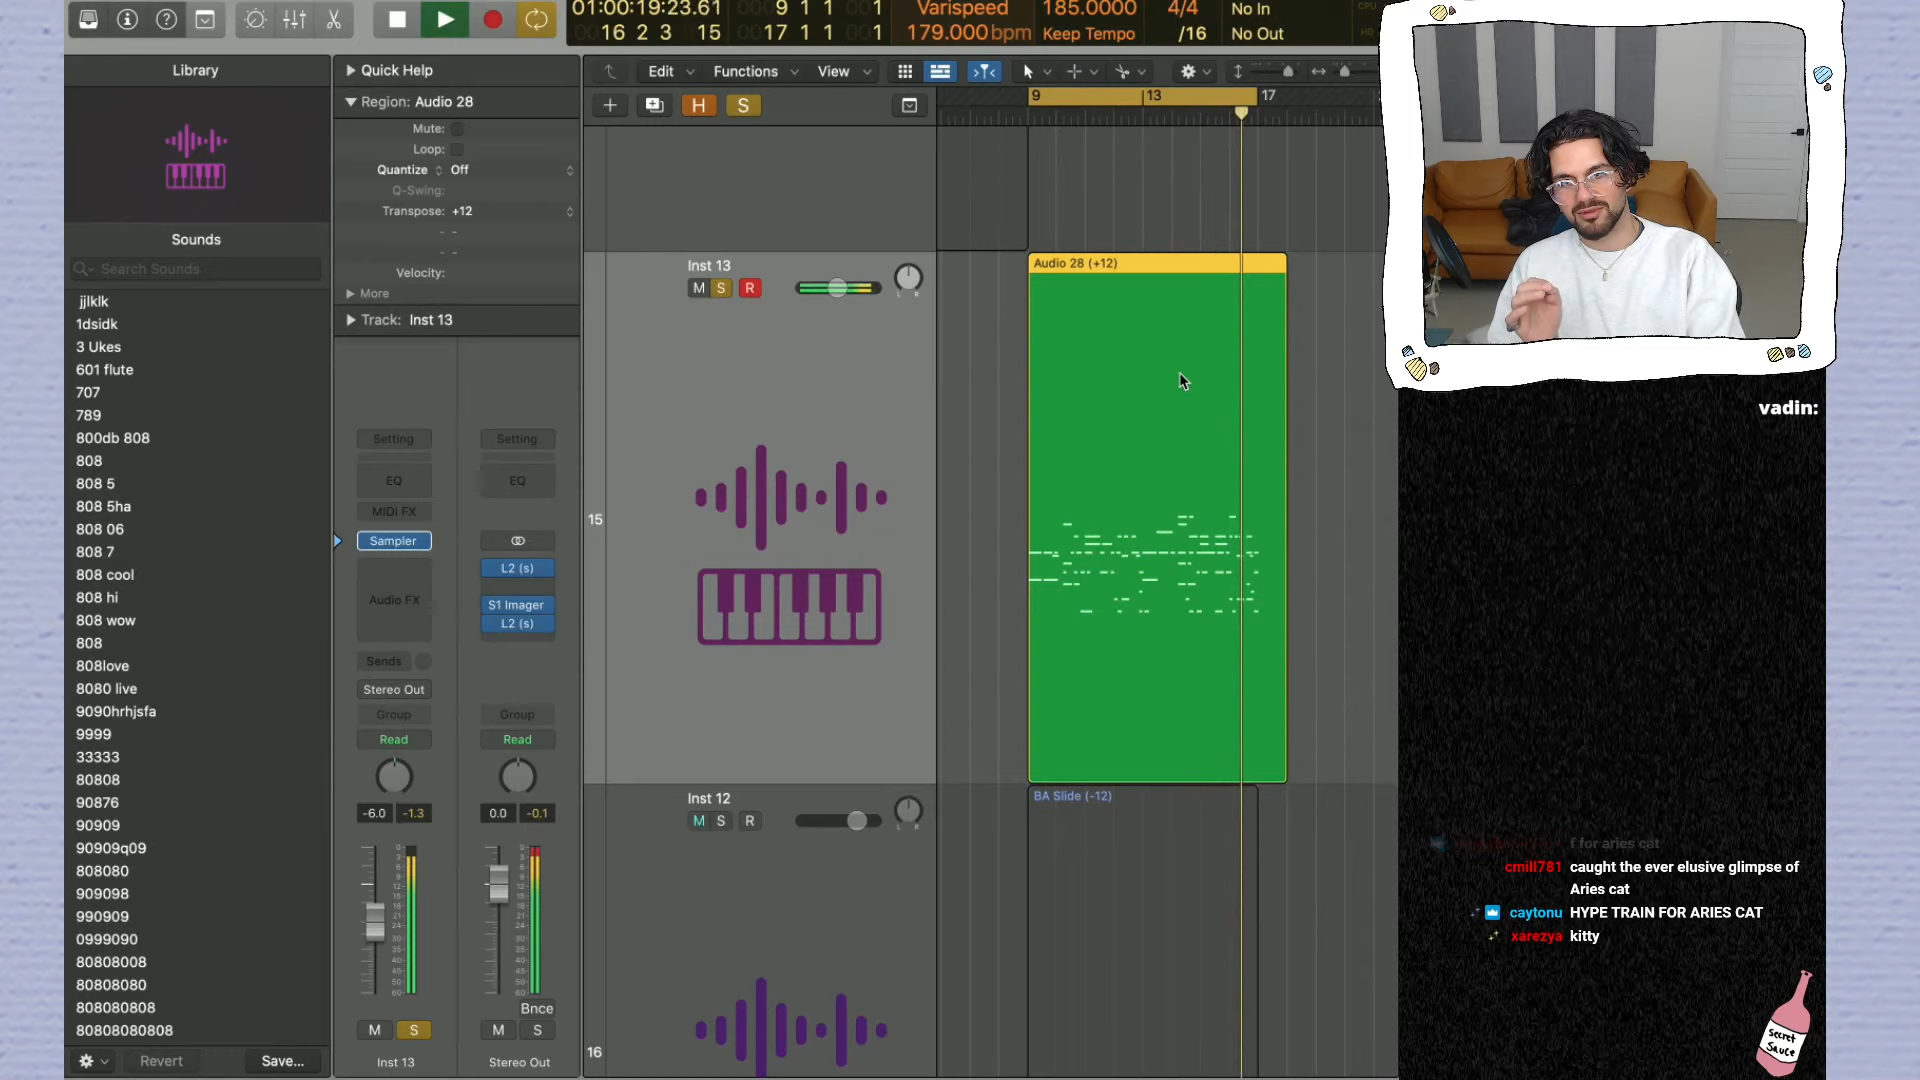 01:00:19:23.61
16 2 3 15
9 1 1 1
17 1 1 1
Varispeed
179.000bpm
185.0000
Keep Tempo
4/4
/16
No In
No Out
CPU
HD
Library
Sounds
Search Sounds
jjlklk
1dsidk
3 Ukes
601 flute
707
789
800db 808
808
808 5
808 5ha
808 06
808 7
808 cool
808 hi
808 wow
808
808love
8080 live
9090hrhjsfa
9999
33333
80808
90876
90909
90909q09
808080
909098
990909
0999090
80808008
80808080
808080808
80808080808
Revert
Save...
Quick Help
Region: Audio 28
Mute:
Loop:
Quantize Off
Q-Swing:
Transpose: +12
Velocity:
More
Track: Inst 13
Setting
EQ
MIDI FX
Sampler
Audio FX
Sends
Stereo Out
Group
Read
-6.0 -1.3
M S
Inst 13
Setting
EQ
L2 (s)
S1 Imager
L2 (s)
Group
Read
0.0 -0.1
Bnce
M S
Stereo Out
Edit
Functions
View
H S
9 13 17
Inst 13
M S R
L R
15
Audio 28 (+12)
Inst 12
M S R
L R
BA Slide (-12)
16
vadin:
f for aries cat
cmill781 caught the ever elusive glimpse of
Aries cat
caytonu HYPE TRAIN FOR ARIES CAT
xarezya kitty
Secret
Sauce